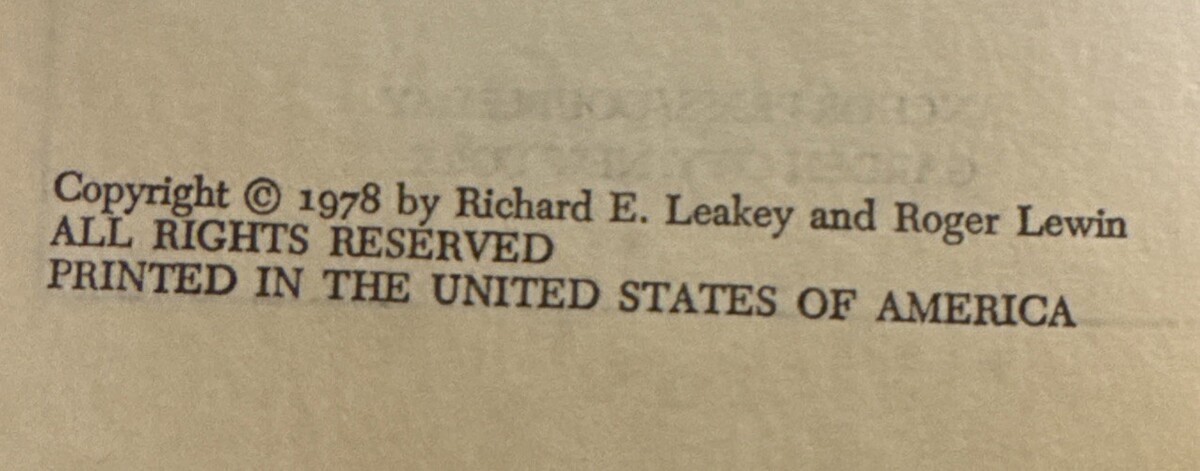 Copyright © 1978 by Richard E. Leakey and Roger Lewin
ALL RIGHTS RESERVED
PRINTED IN THE UNITED STATES OF AMERICA